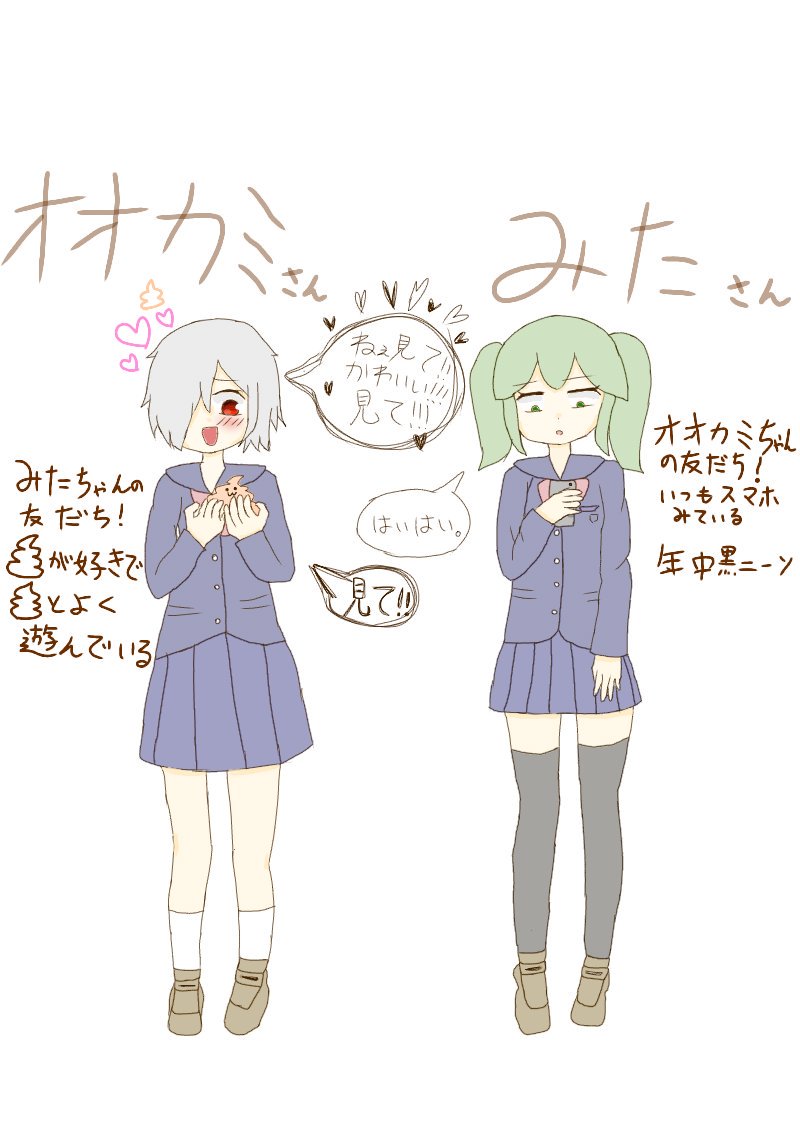 オオカミさん
みたさん
ねぇ見て!!
かわいい!!!
見て!!!
はいはい。
見て!!
みたちゃんの
友だち!
💩が好きで
💩とよく
遊んでいる
オオカミちゃん
の友だち!
いつもスマホ
みている
年中黒ニーソ